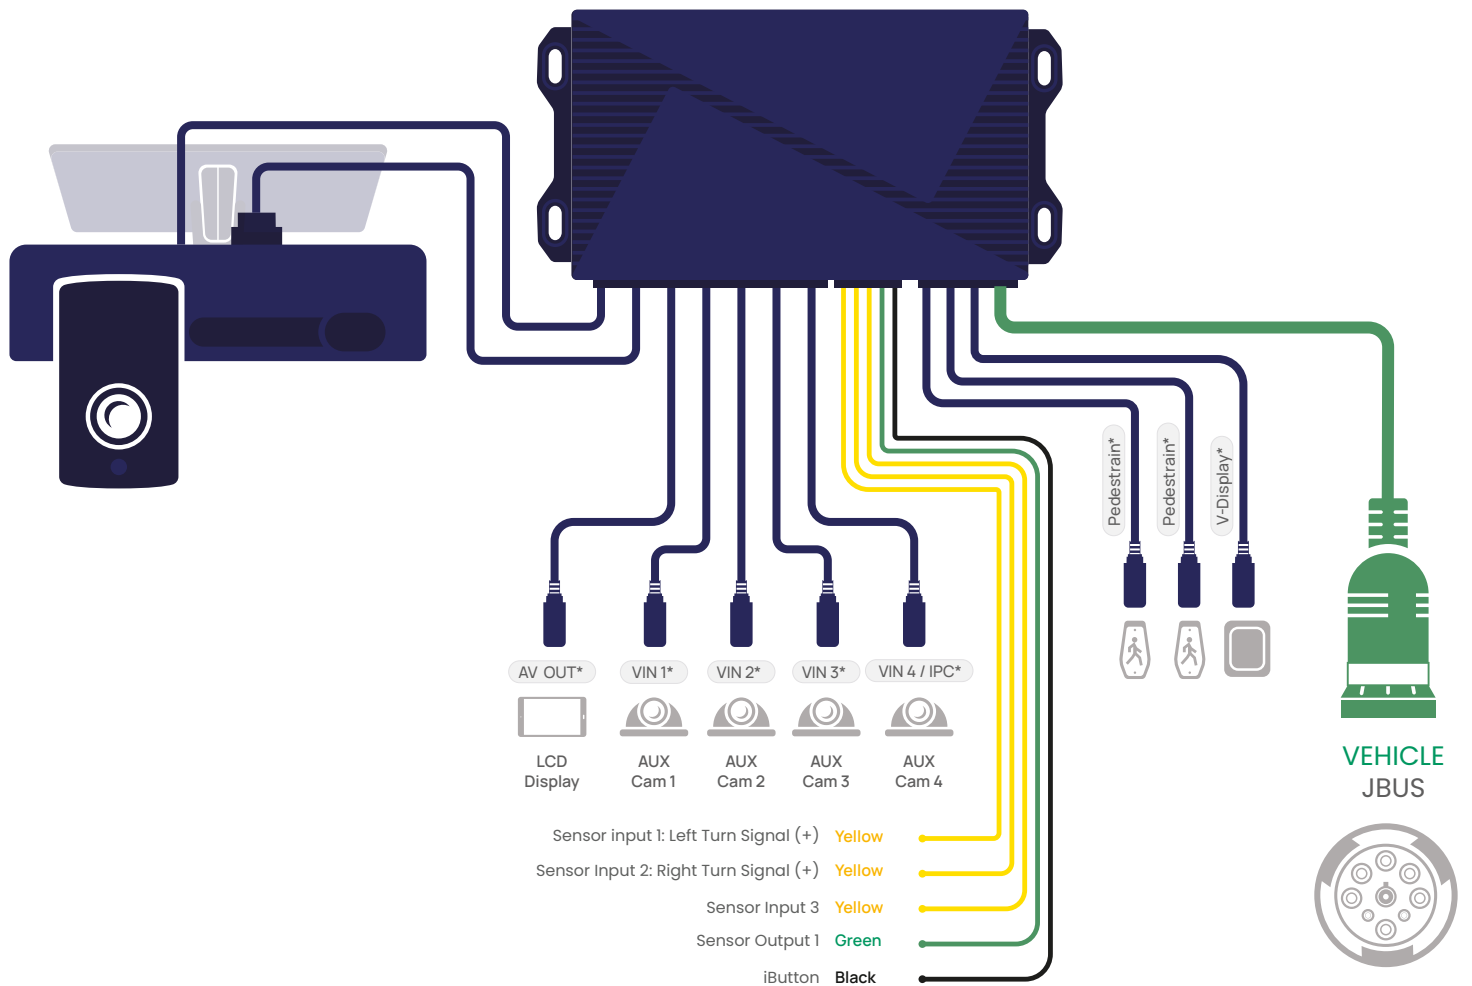 Pedestrain*
Pedestrain*
V-Display*
AV OUT*
VIN 1*
VIN 2*
VIN 3*
VIN 4 / IPC*
LCD
Display
AUX
Cam 1
AUX
Cam 2
AUX
Cam 3
AUX
Cam 4
VEHICLE
JBUS
Sensor input 1: Left Turn Signal (+) Yellow
Sensor Input 2: Right Turn Signal (+) Yellow
Sensor Input 3 Yellow
Sensor Output 1 Green
iButton Black